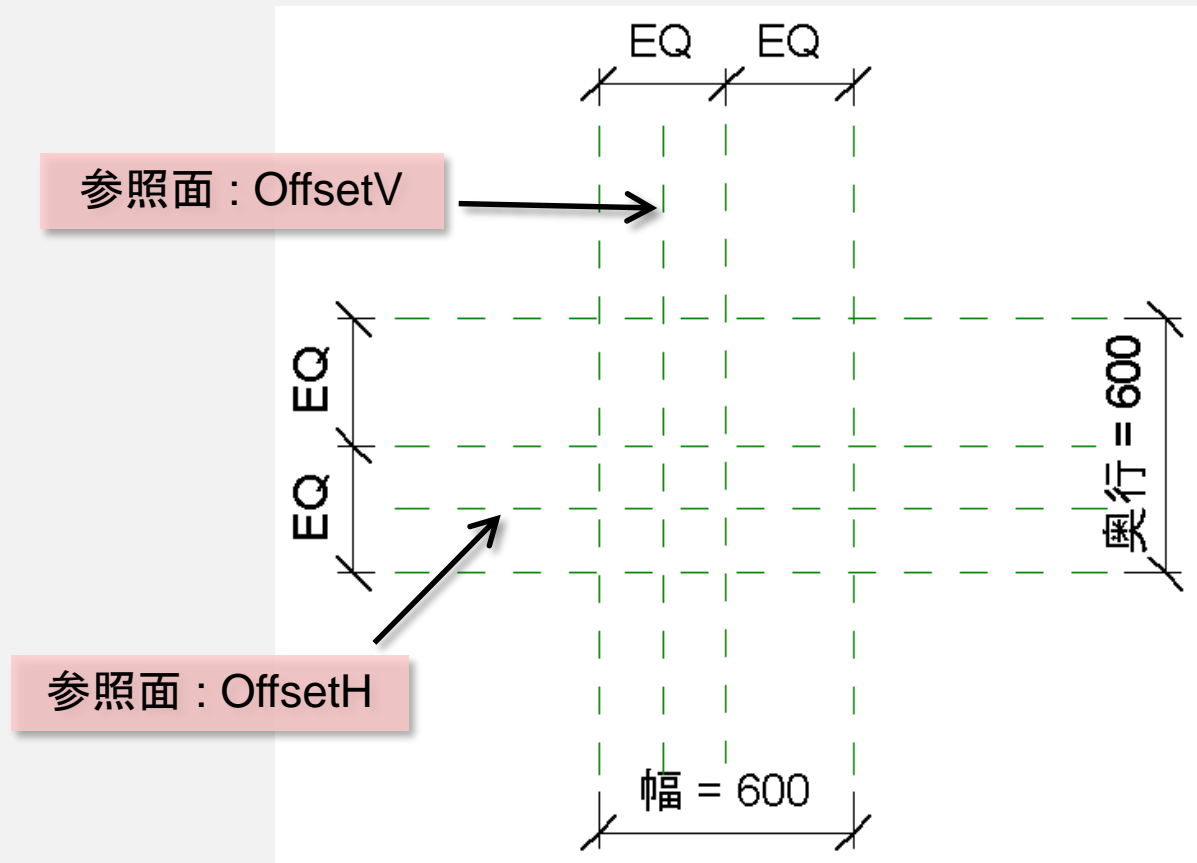 EQ EQ
参照面 : OffsetV
EQ
奥行 = 600
EQ
参照面 : OffsetH
幅 = 600